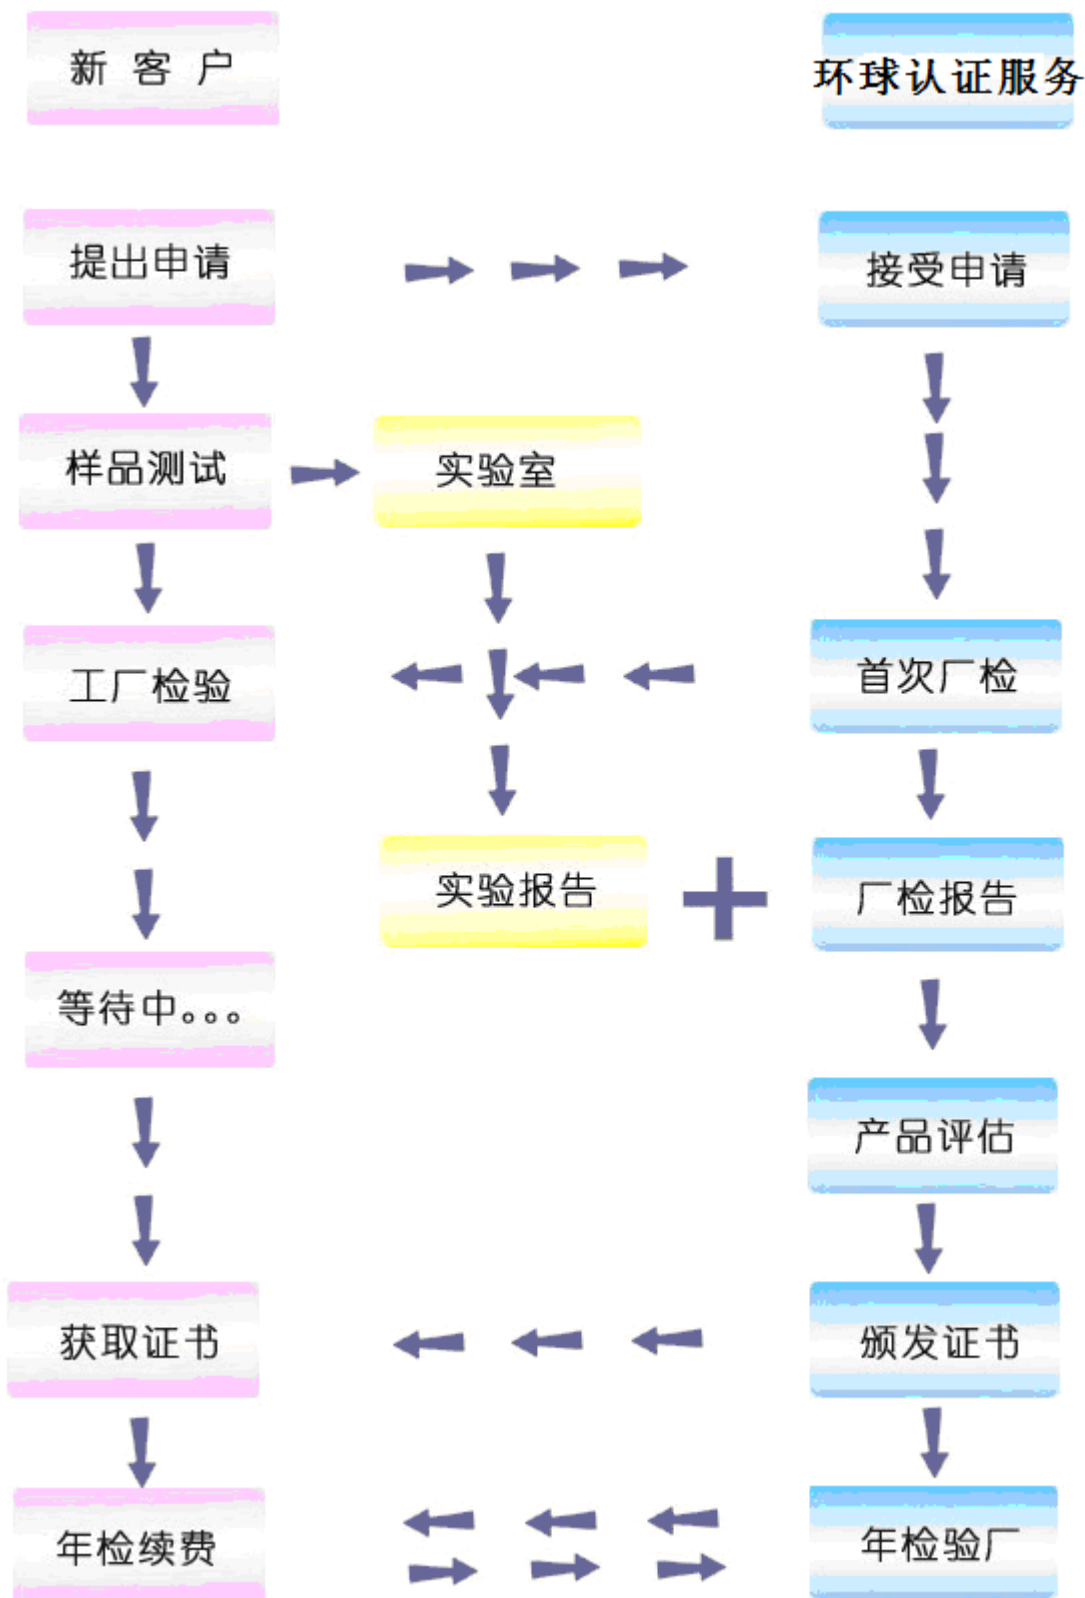 新 客 户
环球认证服务
提出申请
接受申请
样品测试
实验室
工厂检验
首次厂检
实验报告
厂检报告
等待中。。。
产品评估
获取证书
颁发证书
年检续费
年检验厂